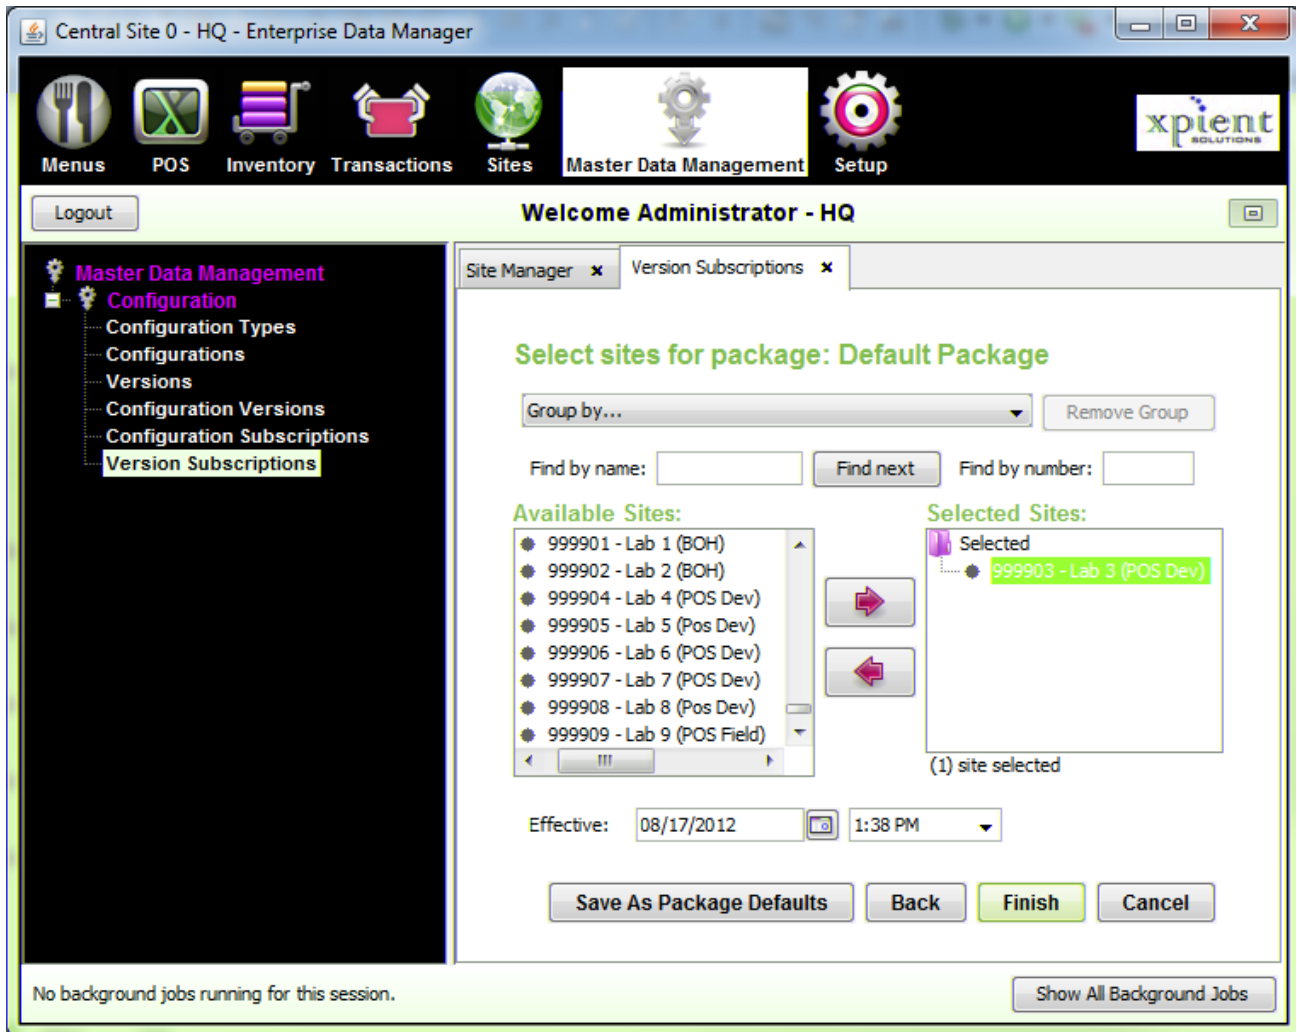 Central Site 0 - HQ - Enterprise Data Manager
Menus POS Inventory Transactions Sites Master Data Management Setup
xpient
SOLUTIONS
Logout
Welcome Administrator - HQ
Master Data Management
Configuration
Configuration Types
Configurations
Versions
Configuration Versions
Configuration Subscriptions
Version Subscriptions
Site Manager
Version Subscriptions
Select sites for package: Default Package
Group by...
Remove Group
Find by name:
Find next
Find by number:
Available Sites:
999901 - Lab 1 (BOH)
999902 - Lab 2 (BOH)
999904 - Lab 4 (POS Dev)
999905 - Lab 5 (Pos Dev)
999906 - Lab 6 (POS Dev)
999907 - Lab 7 (POS Dev)
999908 - Lab 8 (Pos Dev)
999909 - Lab 9 (POS Field)
Selected Sites:
Selected
999903 - Lab 3 (POS Dev)
(1) site selected
Effective: 08/17/2012 1:38 PM
Save As Package Defaults
Back
Finish
Cancel
No background jobs running for this session.
Show All Background Jobs